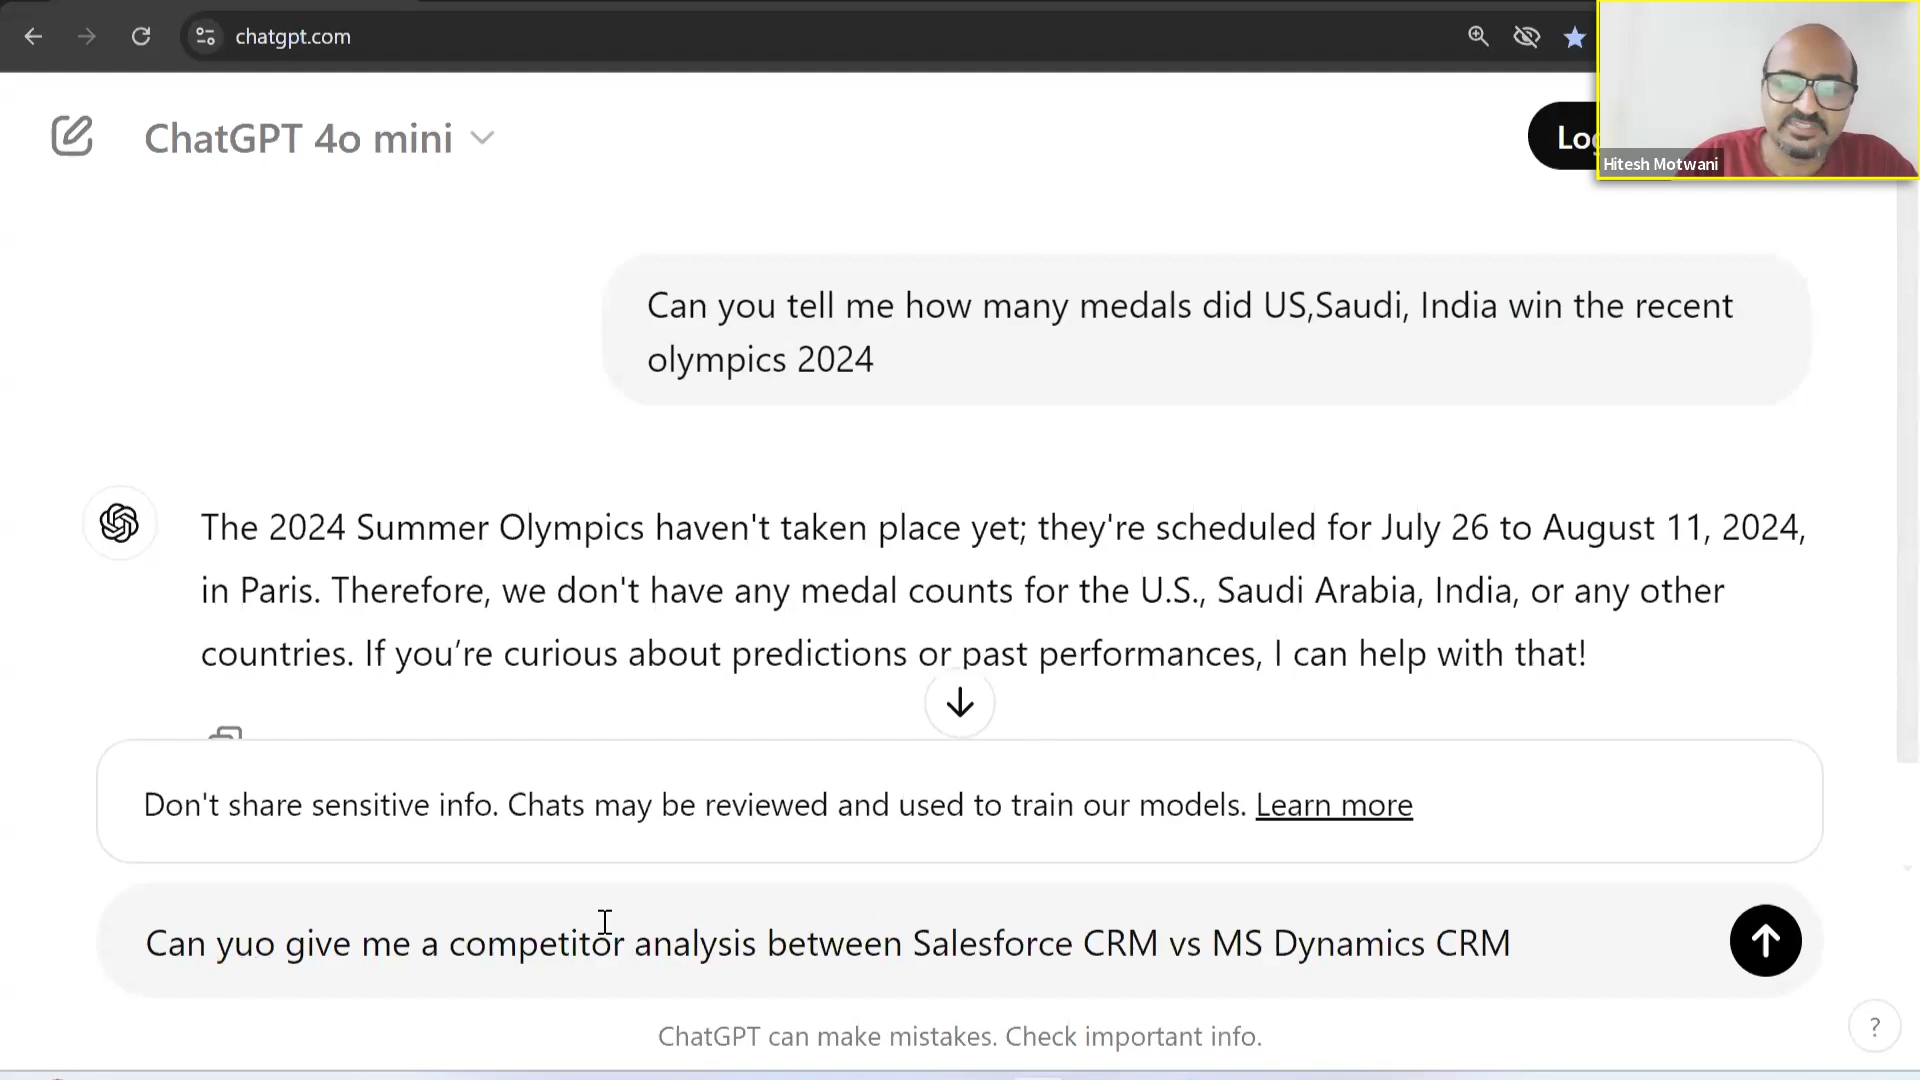 chatgpt.com
Hitesh Motwani
ChatGPT 4o mini
Can you tell me how many medals did US,Saudi, India win the recent
olympics 2024
The 2024 Summer Olympics haven't taken place yet; they're scheduled for July 26 to August 11, 2024,
in Paris. Therefore, we don't have any medal counts for the U.S., Saudi Arabia, India, or any other
countries. If you’re curious about predictions or past performances, I can help with that!
Don't share sensitive info. Chats may be reviewed and used to train our models. Learn more
Can yuo give me a competitor analysis between Salesforce CRM vs MS Dynamics CRM
ChatGPT can make mistakes. Check important info.
?